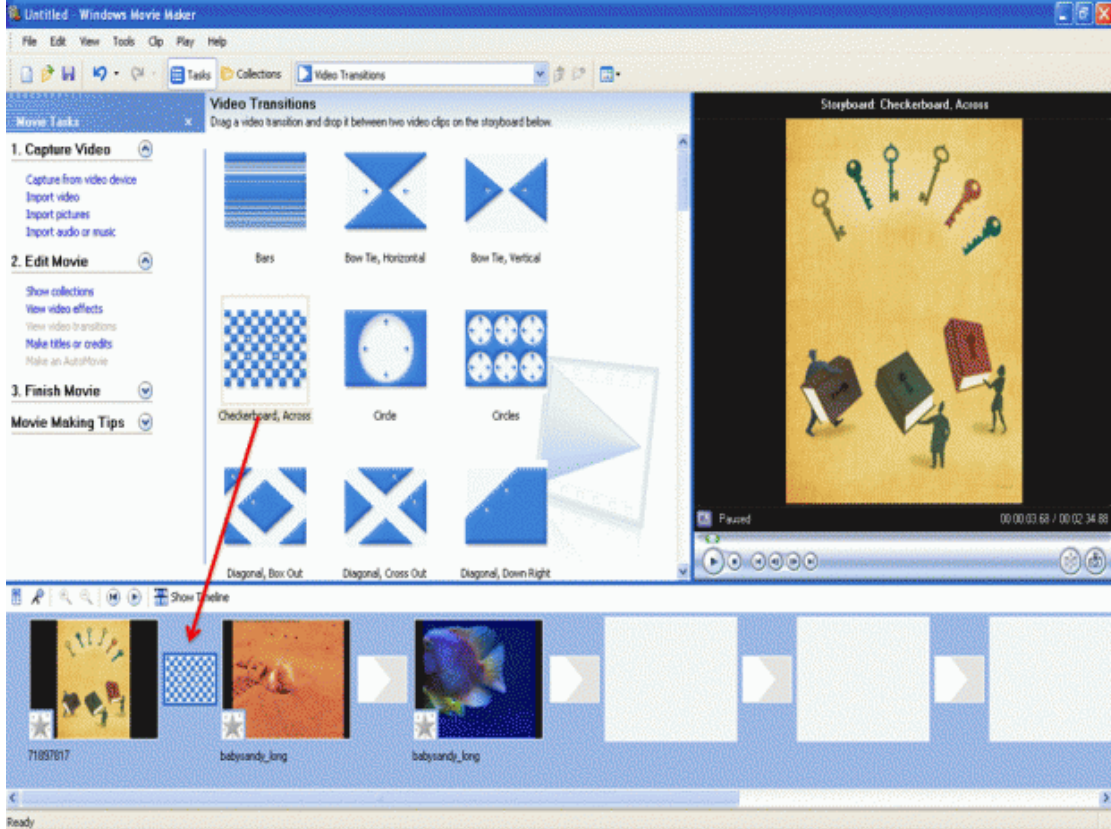 Untitled - Windows Movie Maker
File Edit View Tools Clip Play Help
Tasks Collections Video Transitions
Movie Tasks x
1. Capture Video
Capture from video device
Import video
Import pictures
Import audio or music
2. Edit Movie
Show collections
View video effects
View video transitions
Make titles or credits
Make an AutoMovie
3. Finish Movie
Movie Making Tips
Video Transitions
Drag a video transition and drop it between two video clips on the storyboard below.
Bars Bow Tie, Horizontal Bow Tie, Vertical
Checkerboard, Across Circle Circles
Diagonal, Box Out Diagonal, Cross Out Diagonal, Down Right
Storyboard: Checkerboard, Across
Paused 00:00:03.68 / 00:02:34.88
Show Timeline
71897817 babysandy_long babysandy_long
Ready